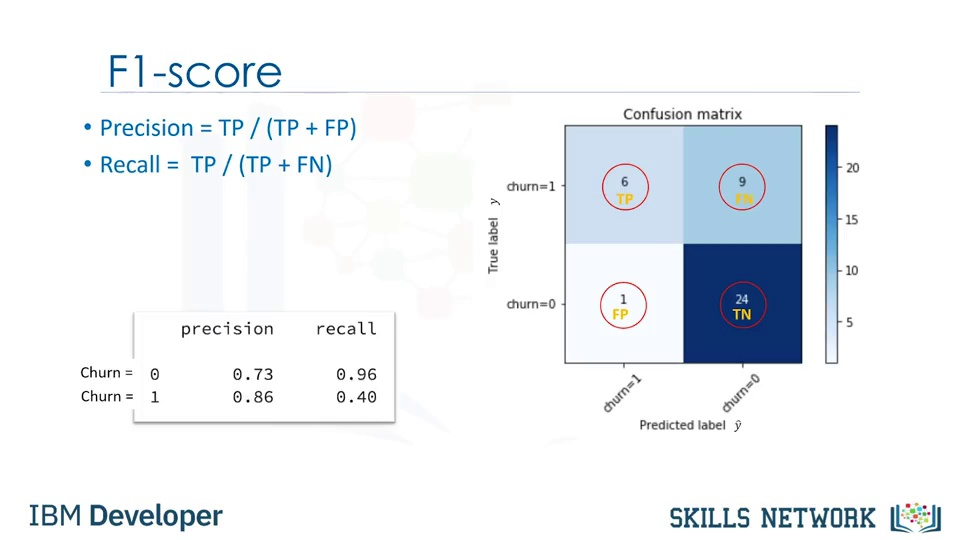 F1-score
• Precision = TP / (TP + FP)
• Recall = TP / (TP + FN)
precision recall
Churn = 0 0.73 0.96
Churn = 1 0.86 0.40
Confusion matrix
churn=1
churn=0
True label y
6
TP
9
FN
1
FP
24
TN
churn=1
churn=0
Predicted label ŷ
20
15
10
5
IBM Developer
SKILLS NETWORK